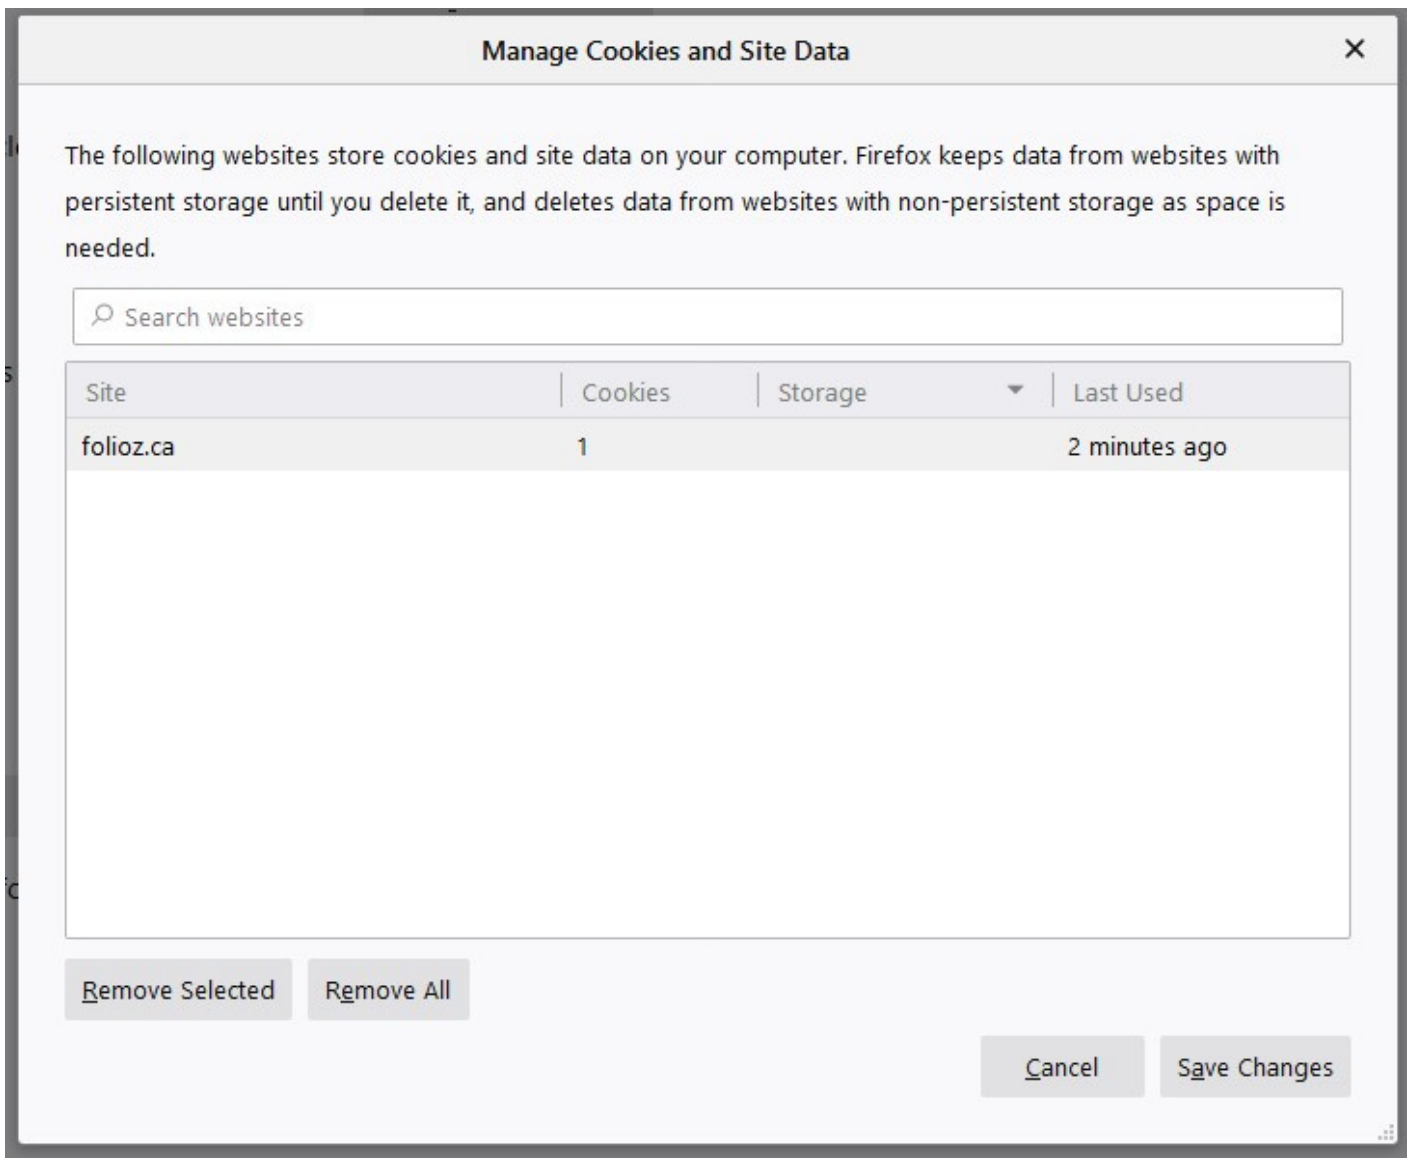 Manage Cookies and Site Data
The following websites store cookies and site data on your computer. Firefox keeps data from websites with
persistent storage until you delete it, and deletes data from websites with non-persistent storage as space is
needed.
Search websites
Site Cookies Storage Last Used
folioz.ca 1 2 minutes ago
Remove Selected Remove All
Cancel Save Changes